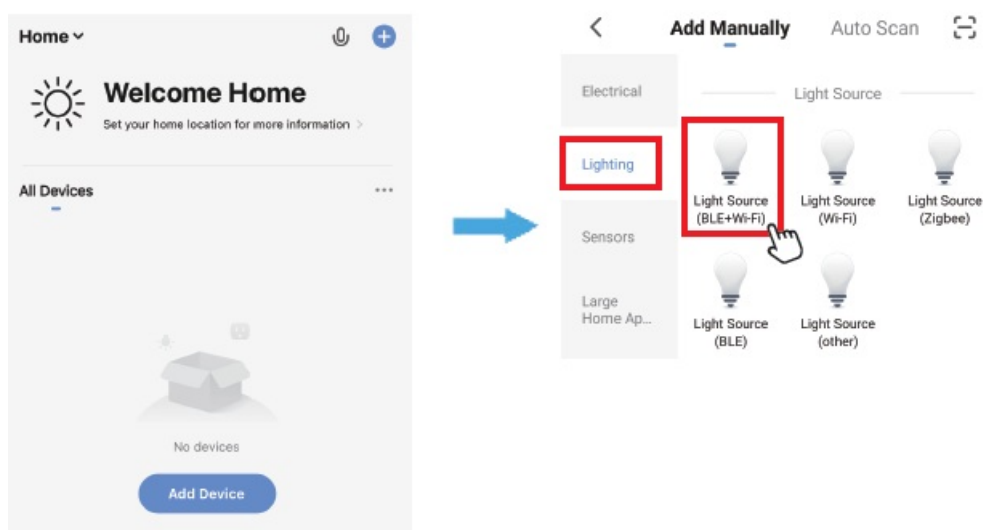 Home
Welcome Home
Set your home location for more information >
All Devices
No devices
Add Device
Add Manually
Auto Scan
Electrical
Lighting
Sensors
Large
Home Ap...
Light Source
Light Source
(BLE+Wi-Fi)
Light Source
(Wi-Fi)
Light Source
(Zigbee)
Light Source
(BLE)
Light Source
(other)